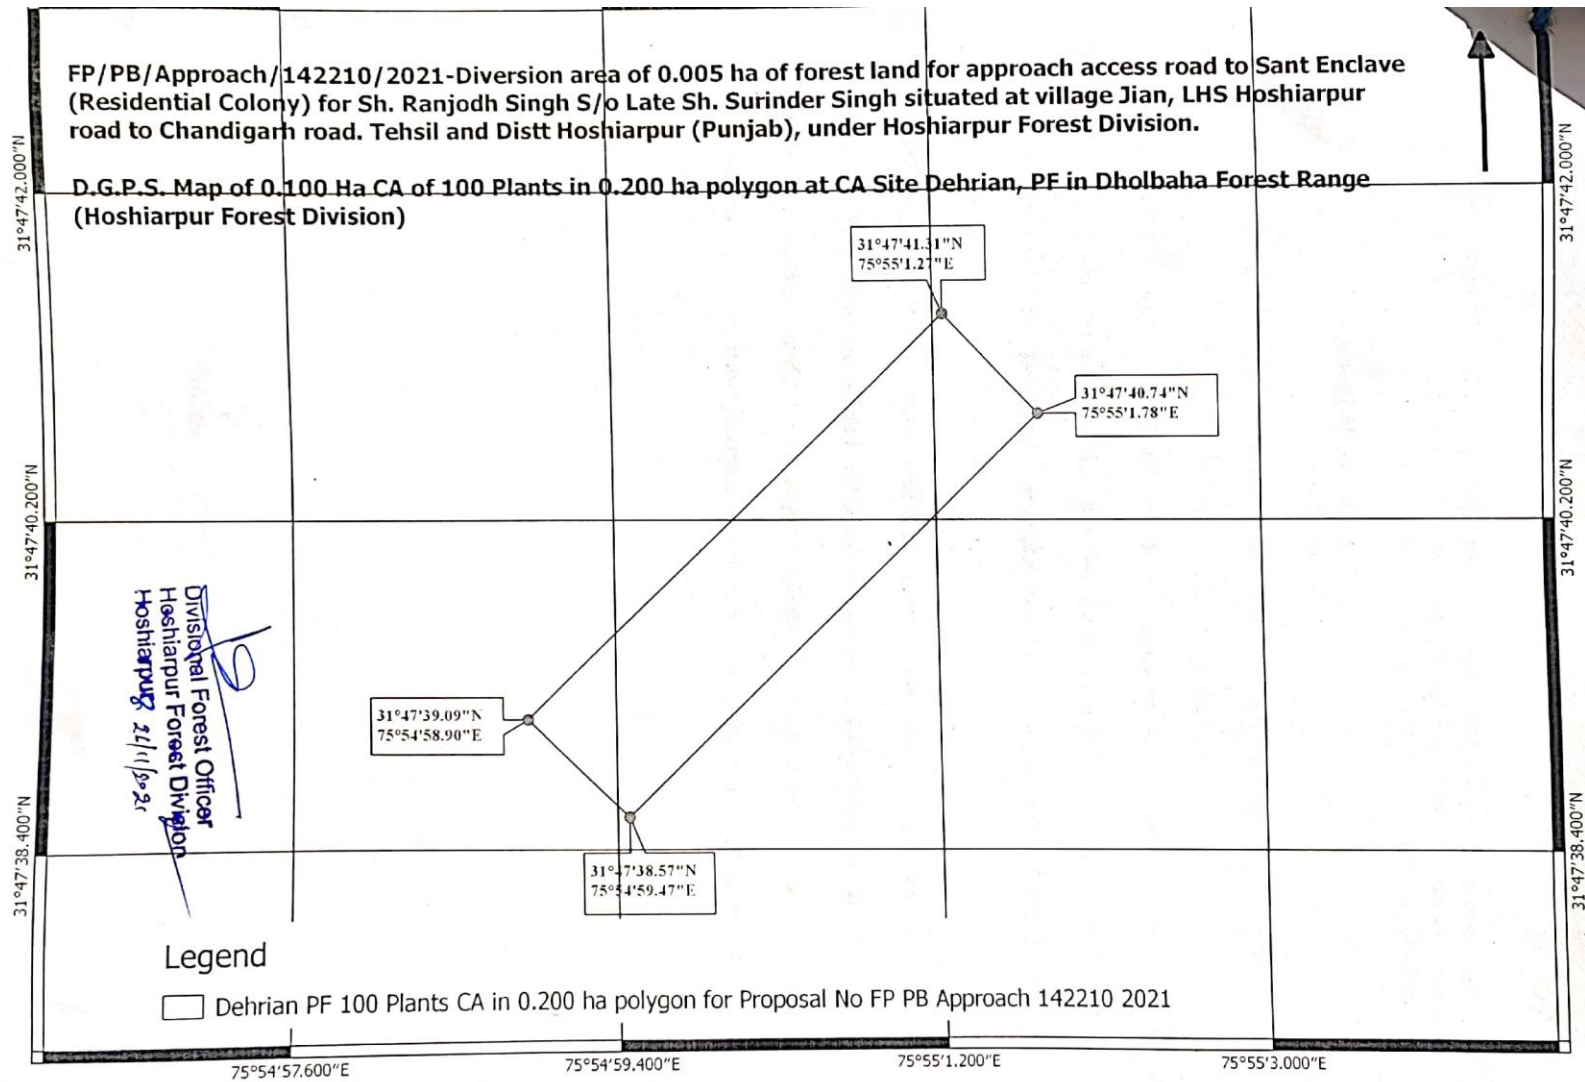 FP/PB/Approach/142210/2021-Diversion area of 0.005 ha of forest land for approach access road to Sant Enclave
(Residential Colony) for Sh. Ranjodh Singh S/o Late Sh. Surinder Singh situated at village Jian, LHS Hoshiarpur
road to Chandigarh road. Tehsil and Distt Hoshiarpur (Punjab), under Hoshiarpur Forest Division.
D.G.P.S. Map of 0.100 Ha CA of 100 Plants in 0.200 ha polygon at CA Site Dehrian, PF in Dholbaha Forest Range
(Hoshiarpur Forest Division)
31°47'42.000"N
31°47'42.000"N
31°47'41.31"N
75°55'1.27"E
31°47'40.74"N
75°55'1.78"E
31°47'40.200"N
31°47'40.200"N
Divisional Forest Officer
Hoshiarpur Forest Division
Hoshiarpur
31°47'39.09"N
75°54'58.90"E
31°47'38.57"N
75°54'59.47"E
31°47'38.400"N
31°47'38.400"N
Legend
Dehrian PF 100 Plants CA in 0.200 ha polygon for Proposal No FP PB Approach 142210 2021
75°54'57.600"E
75°54'59.400"E
75°55'1.200"E
75°55'3.000"E